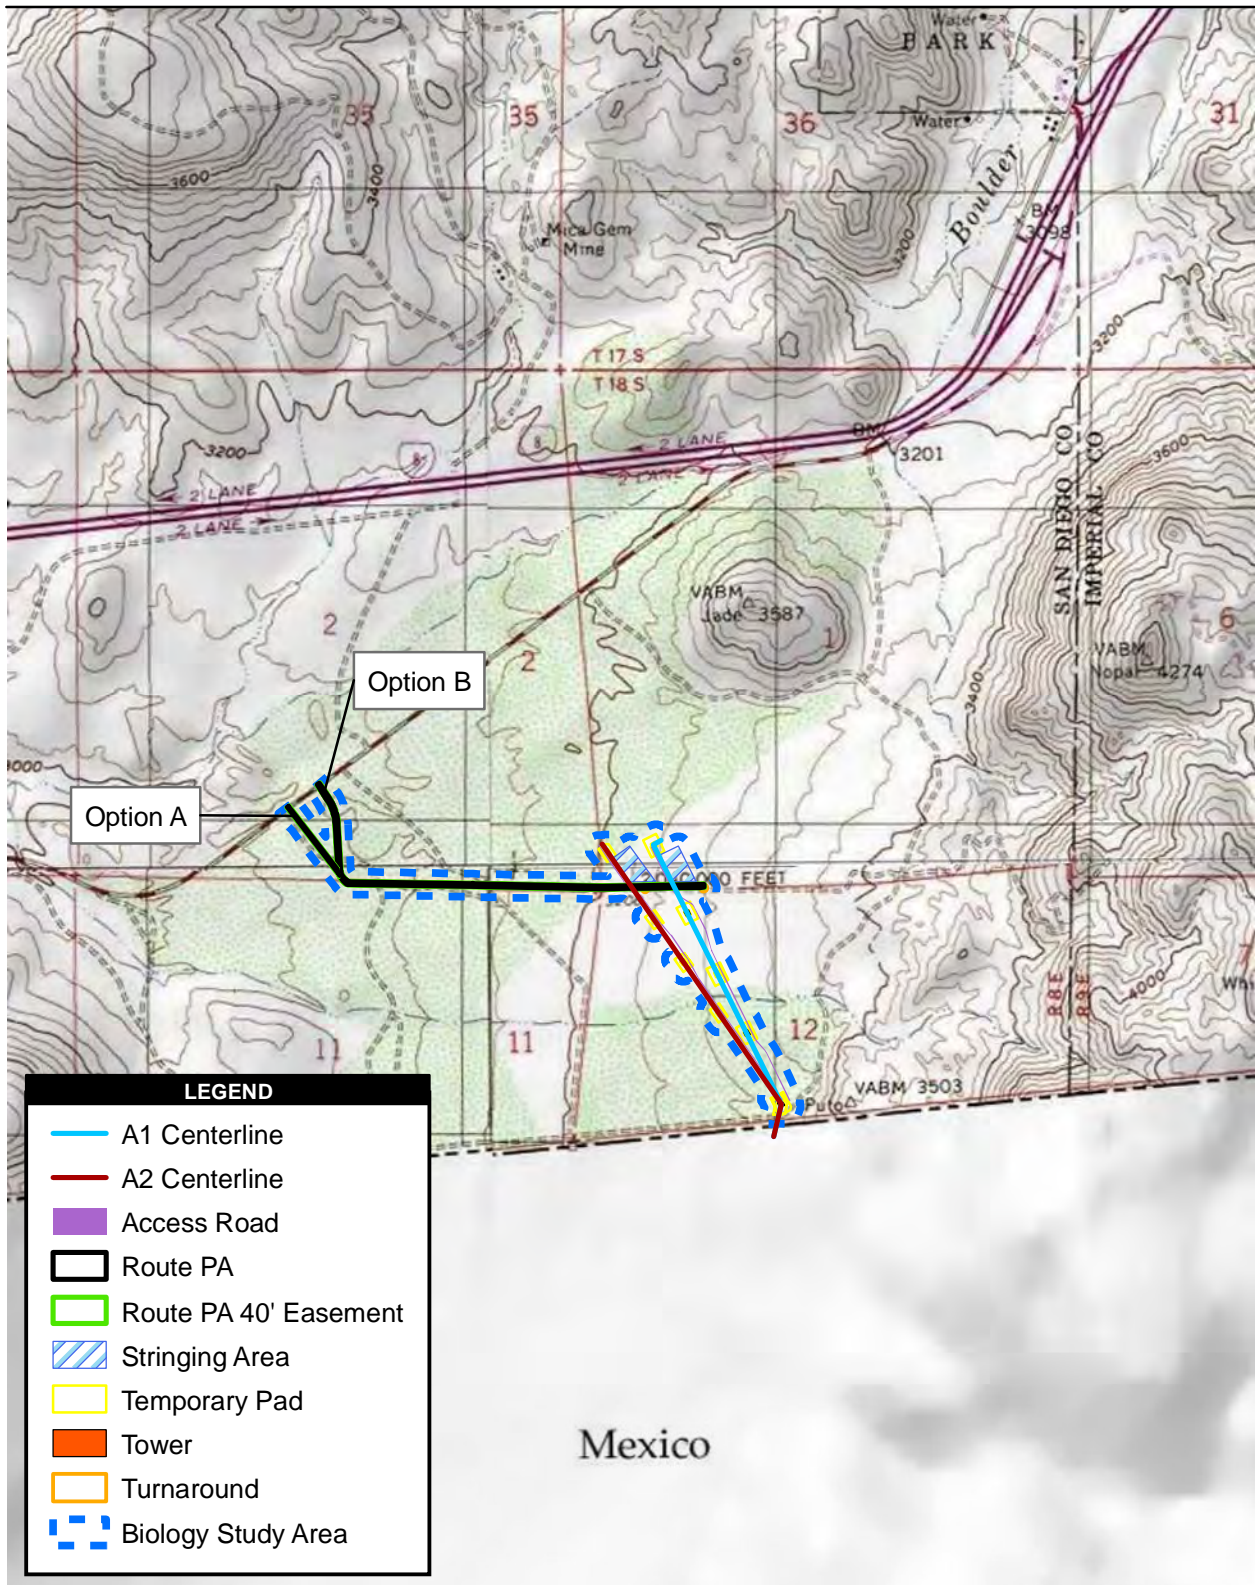 Water
PARK
35
35
36
Water
31
3600
3400
Boulder
BM
3098
Mica Gem
Mine
3200
T 17 S
T 18 S
3200
3200
8
8
2 LANE
BM
3201
2 LANE
2 LANE
2 LANE
SAN DIEGO CO
IMPERIAL CO
3600
VABM
Jade 3587
2
2
1
6
VABM
Nopal 4274
3400
Option B
Option A
FEET
R8E
R9E
4000
7
11
11
12
VABM 3503
LEGEND
A1 Centerline
A2 Centerline
Access Road
Route PA
Route PA 40' Easement
Stringing Area
Temporary Pad
Tower
Turnaround
Biology Study Area
Mexico